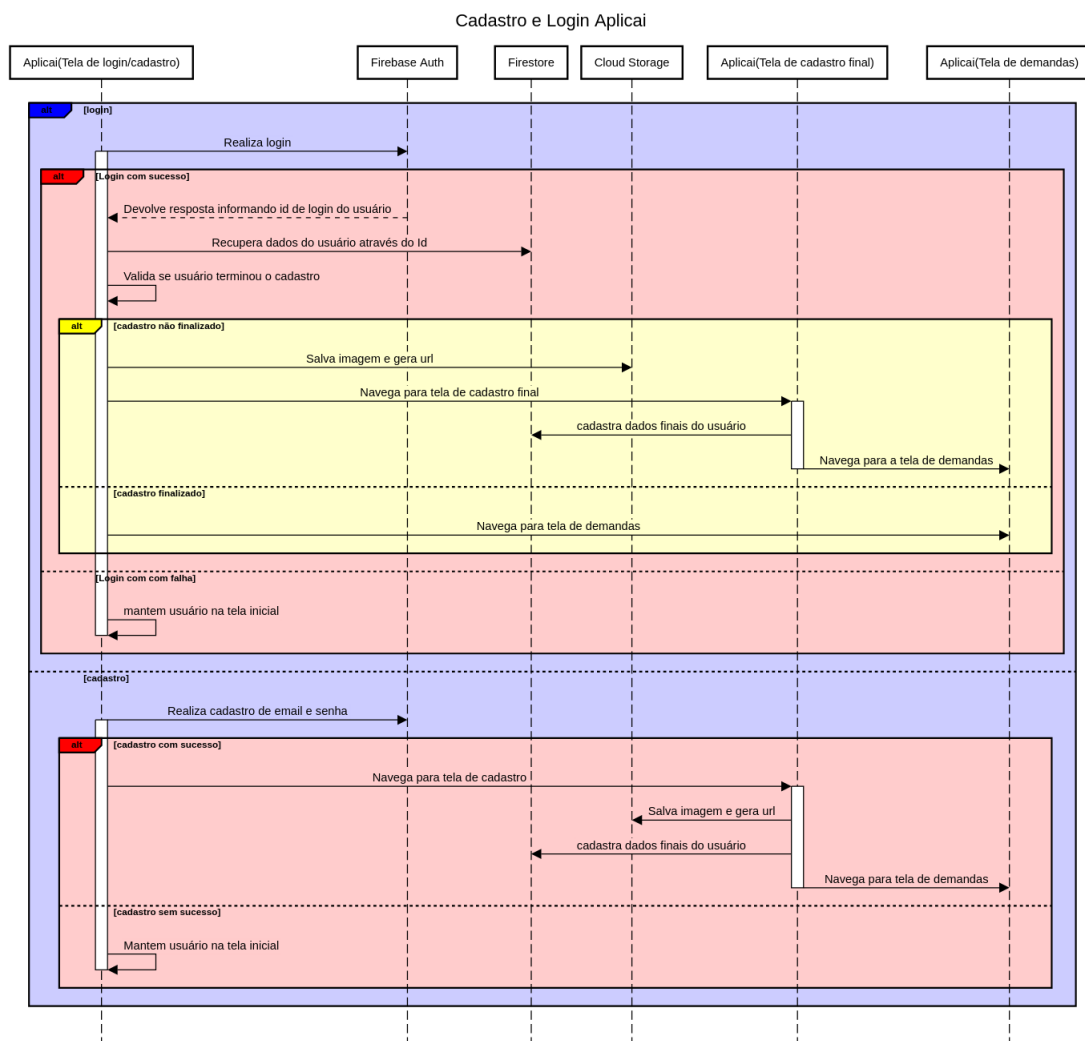 Cadastro e Login Aplicai
Aplicai(Tela de login/cadastro)
Firebase Auth
Firestore
Cloud Storage
Aplicai(Tela de cadastro final)
Aplicai(Tela de demandas)
alt
[login]
Realiza login
alt
[Login com sucesso]
Devolve resposta informando id de login do usuário
Recupera dados do usuário através do Id
Valida se usuário terminou o cadastro
alt
[cadastro não finalizado]
Salva imagem e gera url
Navega para tela de cadastro final
cadastra dados finais do usuário
Navega para a tela de demandas
[cadastro finalizado]
Navega para tela de demandas
[Login com com falha]
mantem usuário na tela inicial
[cadastro]
Realiza cadastro de email e senha
alt
[cadastro com sucesso]
Navega para tela de cadastro
Salva imagem e gera url
cadastra dados finais do usuário
Navega para tela de demandas
[cadastro sem sucesso]
Mantem usuário na tela inicial